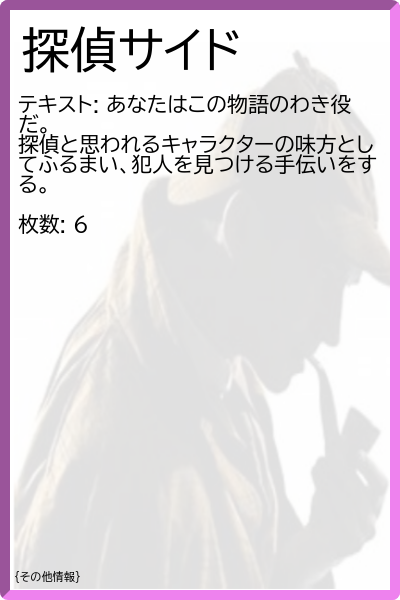 探偵サイド
テキスト: あなたはこの物語のわき役
だ。
探偵と思われるキャラクターの味方とし
てふるまい、犯人を見つける手伝いをす
る。
枚数: 6
{その他情報}